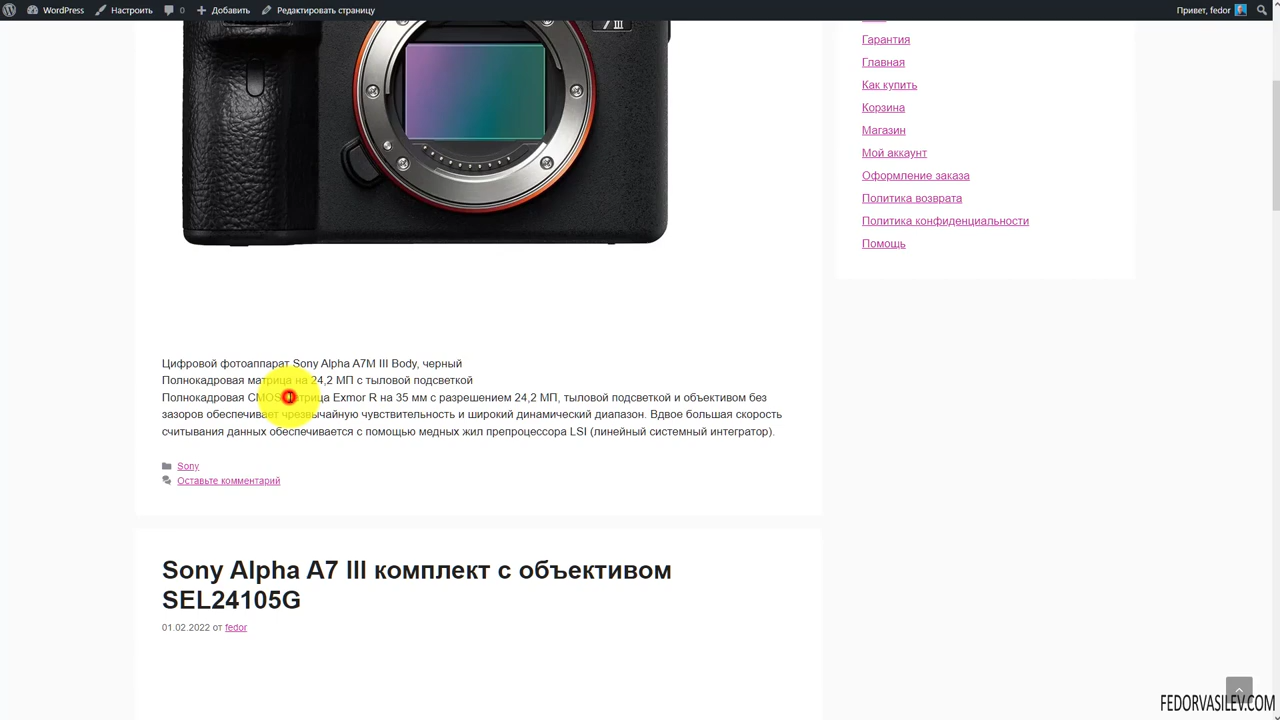 WordPress Настроить 0 Добавить Редактировать страницу Привет, fedor
7 III
Гарантия
Главная
Как купить
Корзина
Магазин
Мой аккаунт
Оформление заказа
Политика возврата
Политика конфиденциальности
Помощь
Цифровой фотоаппарат Sony Alpha A7M III Body, черный
Полнокадровая матрица на 24,2 МП с тыловой подсветкой
Полнокадровая CMOS-матрица Exmor R на 35 мм с разрешением 24,2 МП, тыловой подсветкой и объективом без
зазоров обеспечивает чрезвычайную чувствительность и широкий динамический диапазон. Вдвое большая скорость
считывания данных обеспечивается с помощью медных жил препроцессора LSI (линейный системный интегратор).
Sony
Оставьте комментарий
Sony Alpha A7 III комплект с объективом
SEL24105G
01.02.2022 от fedor
FEDORVASILEV.COM